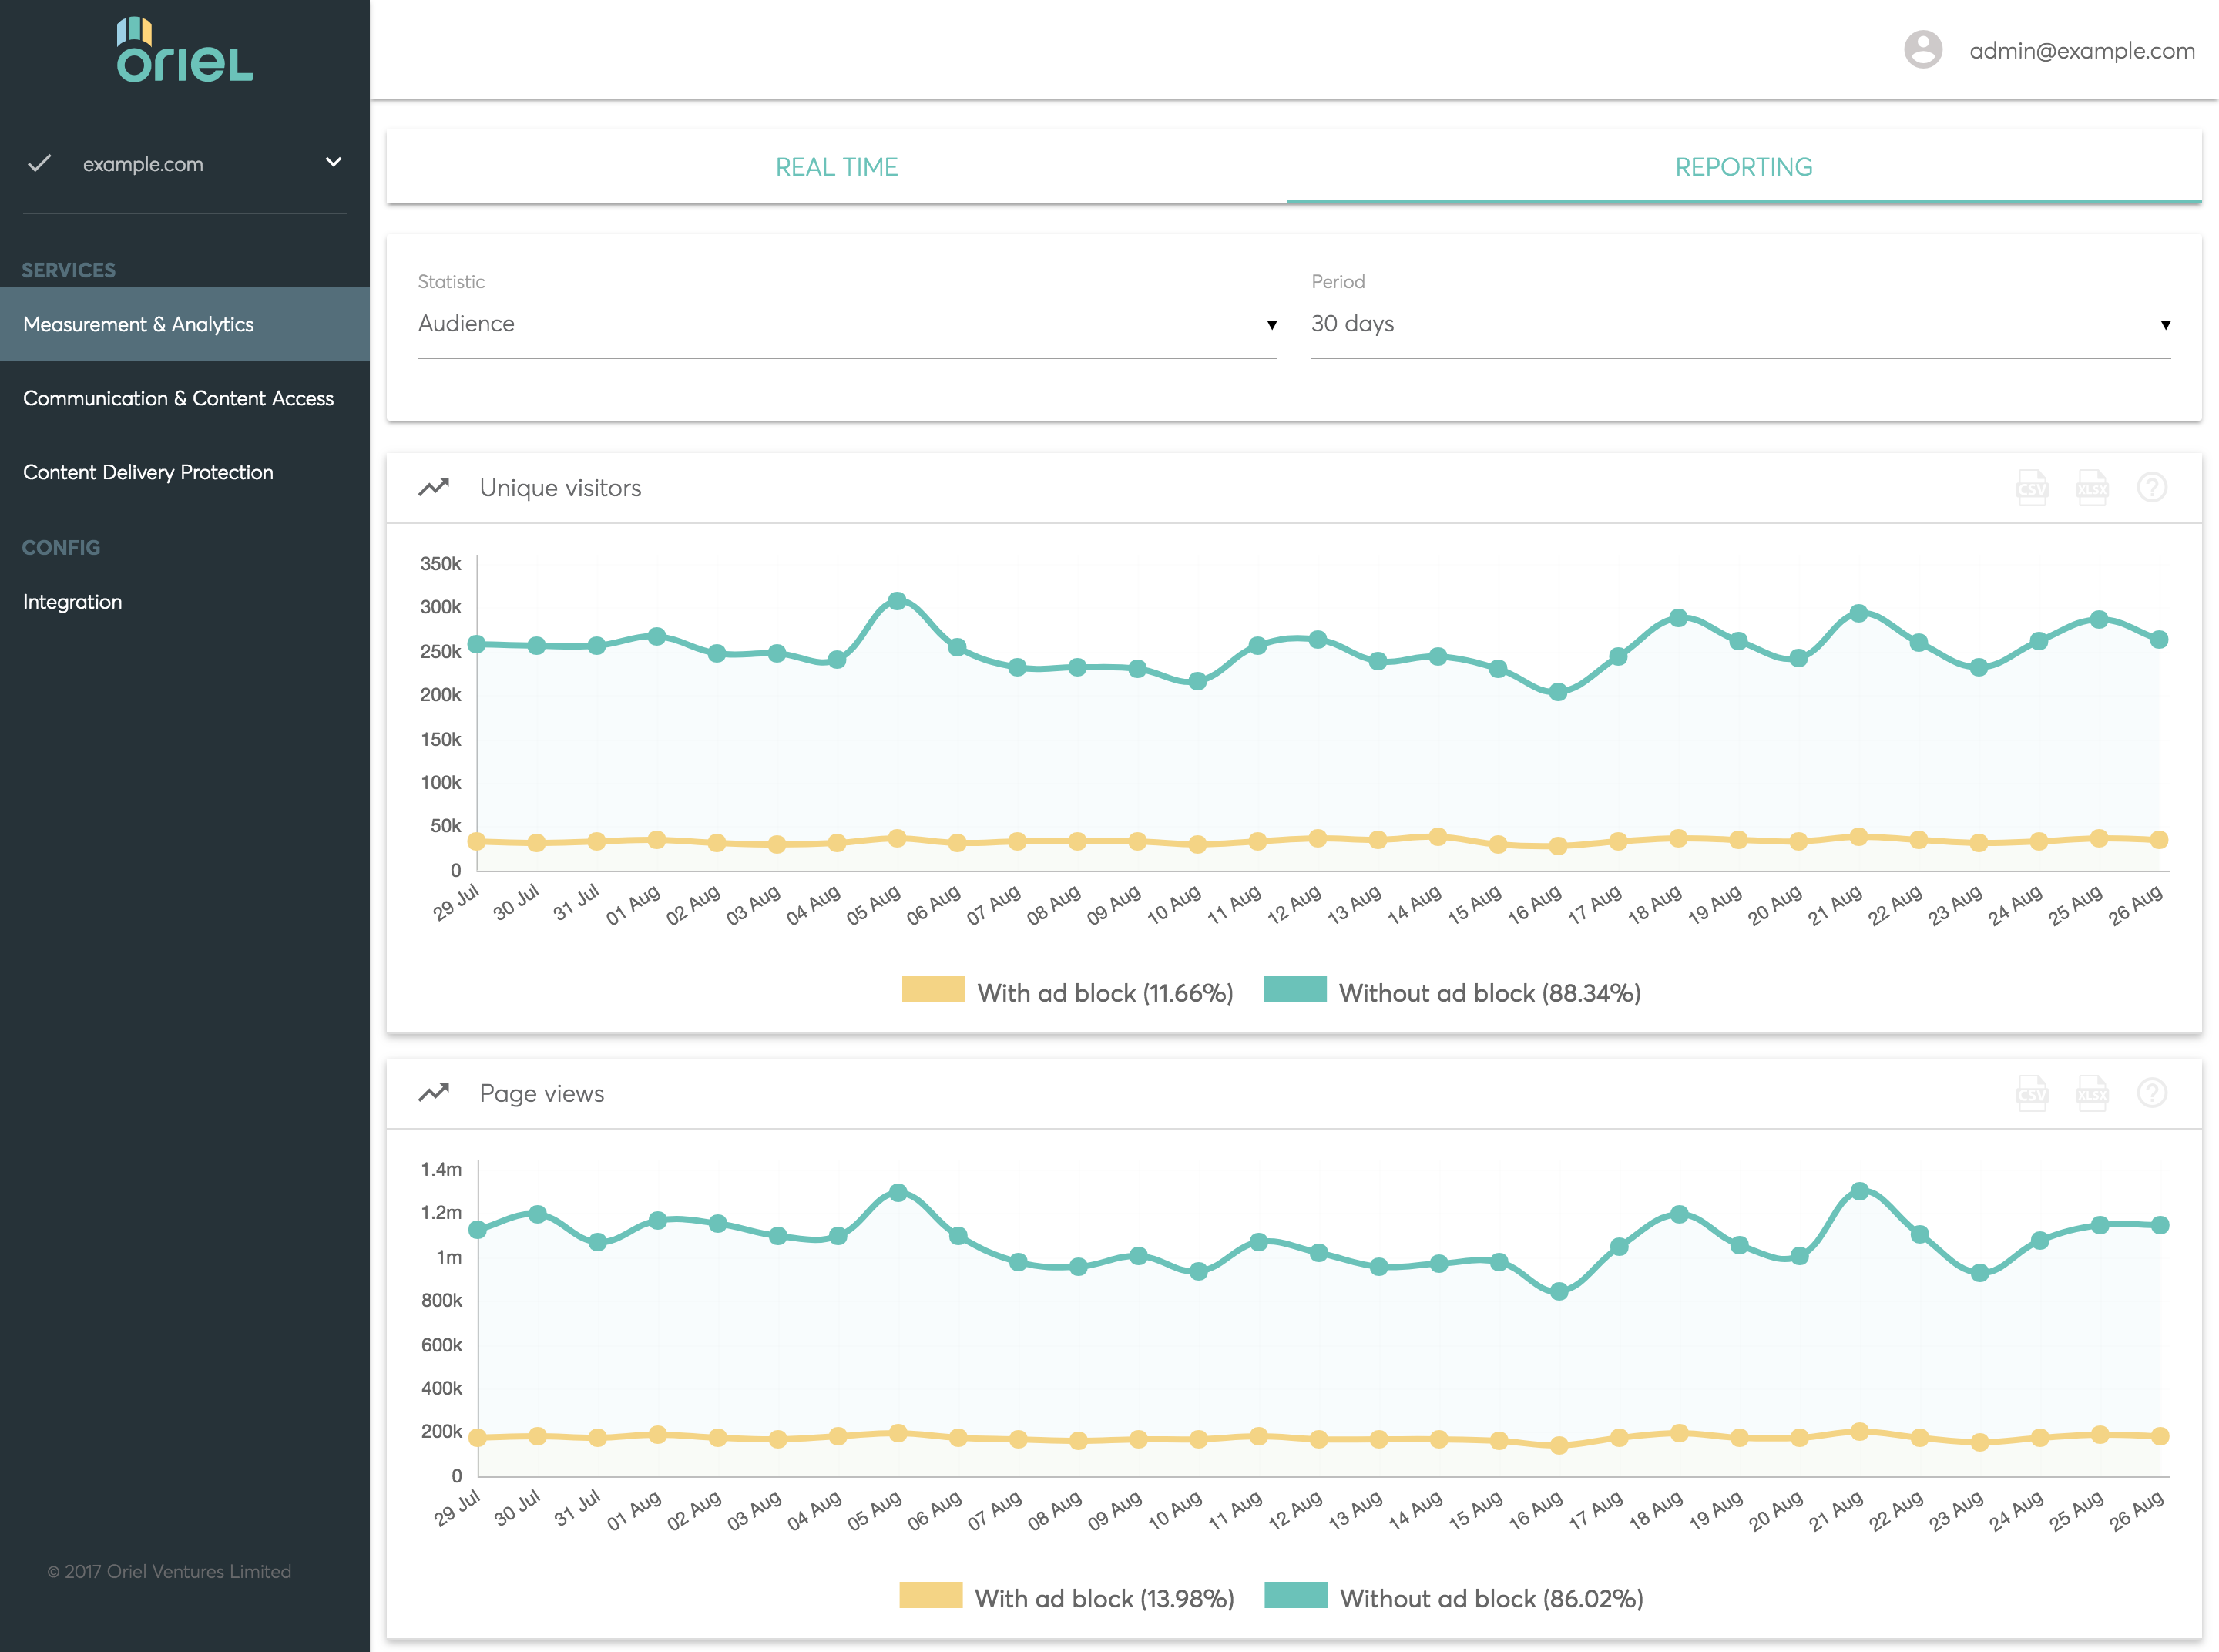 oriel
admin@example.com
example.com
REAL TIME
REPORTING
SERVICES
Measurement & Analytics
Communication & Content Access
Content Delivery Protection
CONFIG
Integration
© 2017 Oriel Ventures Limited
Statistic
Audience
Period
30 days
Unique visitors
CSV
XLSX
?
350k
300k
250k
200k
150k
100k
50k
0
29 Jul
30 Jul
31 Jul
01 Aug
02 Aug
03 Aug
04 Aug
05 Aug
06 Aug
07 Aug
08 Aug
09 Aug
10 Aug
11 Aug
12 Aug
13 Aug
14 Aug
15 Aug
16 Aug
17 Aug
18 Aug
19 Aug
20 Aug
21 Aug
22 Aug
23 Aug
24 Aug
25 Aug
26 Aug
With ad block (11.66%)
Without ad block (88.34%)
Page views
CSV
XLSX
?
1.4m
1.2m
1m
800k
600k
400k
200k
0
29 Jul
30 Jul
31 Jul
01 Aug
02 Aug
03 Aug
04 Aug
05 Aug
06 Aug
07 Aug
08 Aug
09 Aug
10 Aug
11 Aug
12 Aug
13 Aug
14 Aug
15 Aug
16 Aug
17 Aug
18 Aug
19 Aug
20 Aug
21 Aug
22 Aug
23 Aug
24 Aug
25 Aug
26 Aug
With ad block (13.98%)
Without ad block (86.02%)